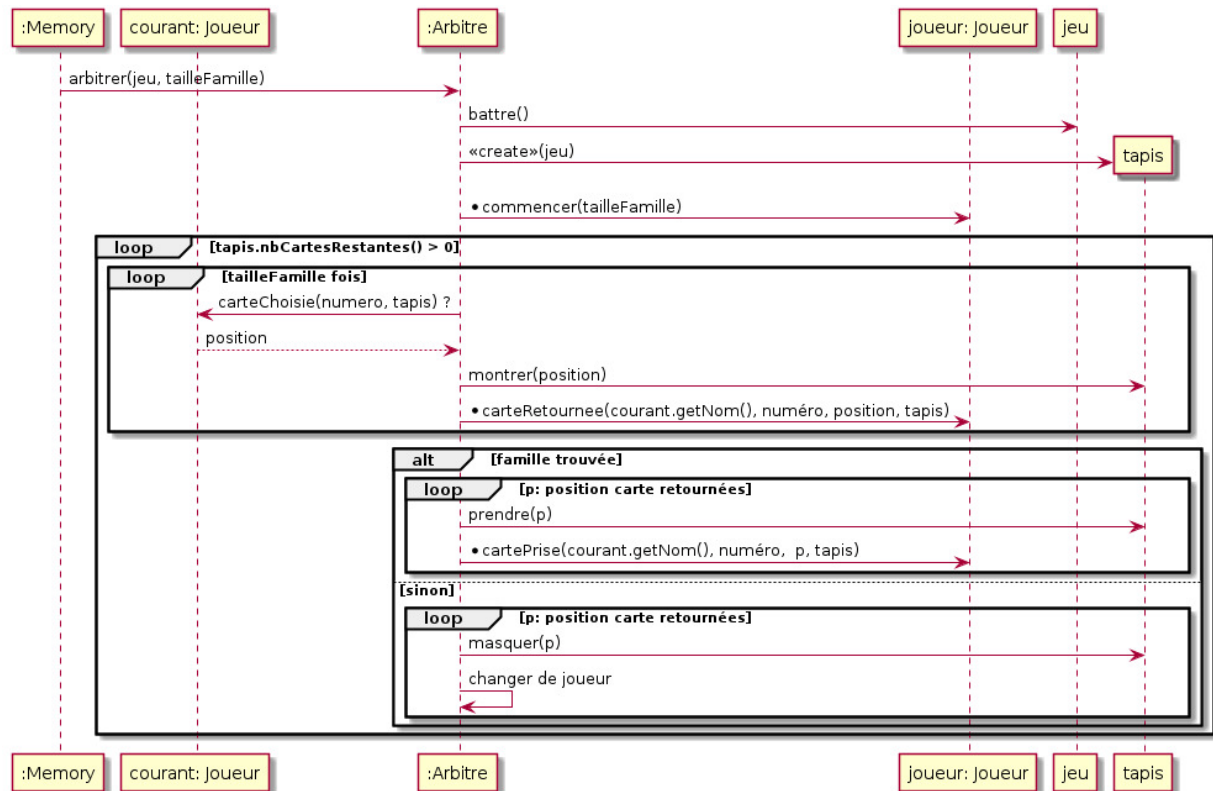 :Memory
courant: Joueur
:Arbitre
joueur: Joueur
jeu
arbitrer(jeu, tailleFamille)
battre()
«create»(jeu)
tapis
•commencer(tailleFamille)
loop
[tapis.nbCartesRestantes() > 0]
loop
[tailleFamille fois]
carteChoisie(numero, tapis) ?
position
montrer(position)
•carteRetournee(courant.getNom(), numéro, position, tapis)
alt
[famille trouvée]
loop
[p: position carte retournées]
prendre(p)
•cartePrise(courant.getNom(), numéro,  p, tapis)
[sinon]
loop
[p: position carte retournées]
masquer(p)
changer de joueur
:Memory
courant: Joueur
:Arbitre
joueur: Joueur
jeu
tapis